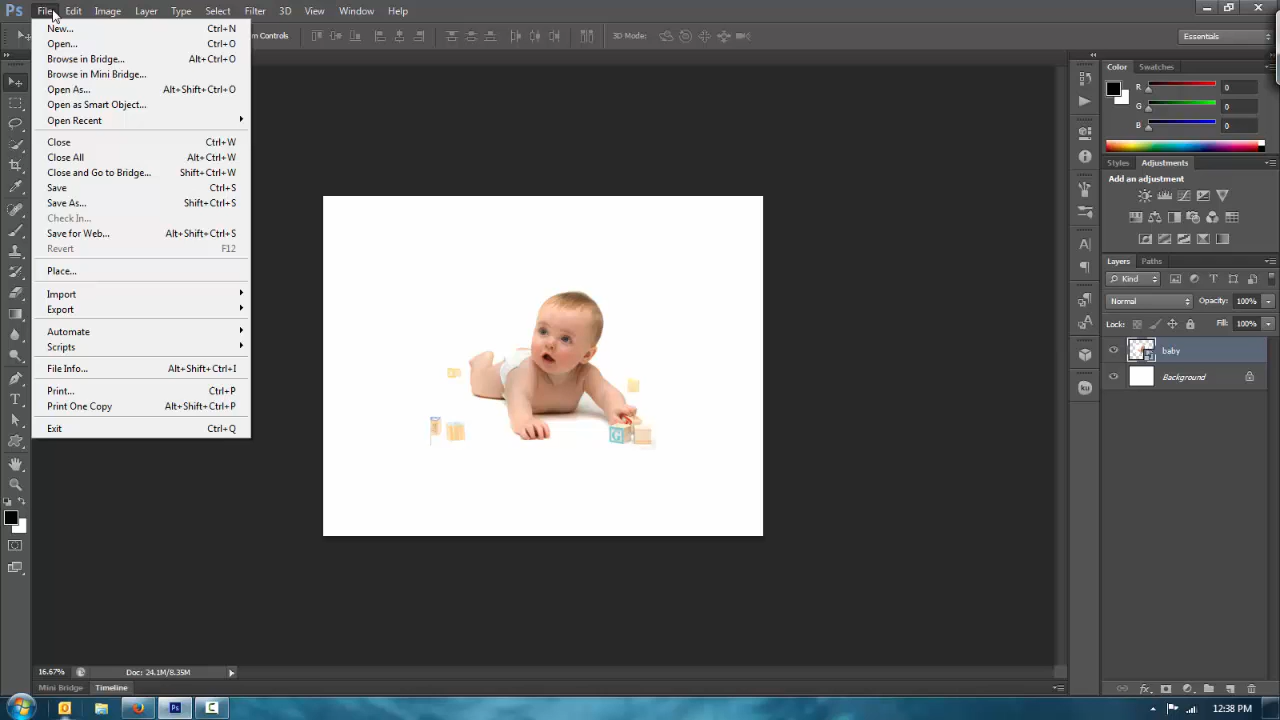 Ps File Edit Image Layer Type Select Filter 3D View Window Help
m Controls 3D Mode: Essentials
New... Ctrl+N
Open... Ctrl+O
Browse in Bridge... Alt+Ctrl+O
Browse in Mini Bridge...
Open As... Alt+Shift+Ctrl+O
Open as Smart Object...
Open Recent
Close Ctrl+W
Close All Alt+Ctrl+W
Close and Go to Bridge... Shift+Ctrl+W
Save Ctrl+S
Save As... Shift+Ctrl+S
Check In...
Save for Web... Alt+Shift+Ctrl+S
Revert F12
Place...
Import
Export
Automate
Scripts
File Info... Alt+Shift+Ctrl+I
Print... Ctrl+P
Print One Copy Alt+Shift+Ctrl+P
Exit Ctrl+Q
G
Color Swatches
R 0
G 0
B 0
Styles Adjustments
Add an adjustment
Layers Paths
Kind
Normal Opacity: 100%
Lock: Fill: 100%
baby
Background
ku
16.67% Doc: 24.1M/8.35M
Mini Bridge Timeline
fx
Ps C 12:38 PM